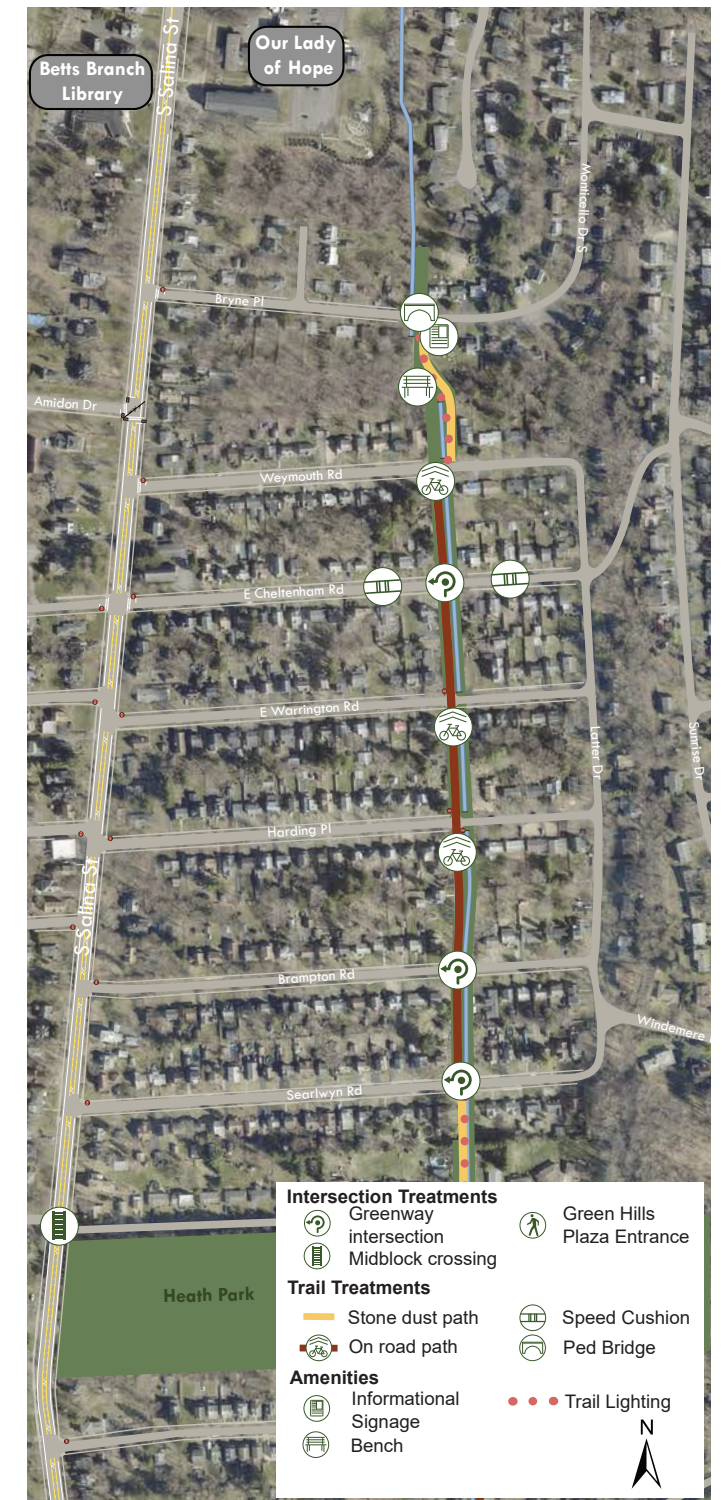 Betts Branch
Library
S Salina St
Our Lady
of Hope
Monticello Dr S
Bryne Pl
Amidon Dr
Weymouth Rd
E Cheltenham Rd
E Warrington Rd
Latter Dr
Sunrise Dr
Harding Pl
S Salina St
Brampton Rd
Windemere
Searlwyn Rd
Heath Park
Intersection Treatments
Greenway
intersection
Midblock crossing
Green Hills
Plaza Entrance
Trail Treatments
Stone dust path
On road path
Speed Cushion
Ped Bridge
Amenities
Informational
Signage
Bench
Trail Lighting
N